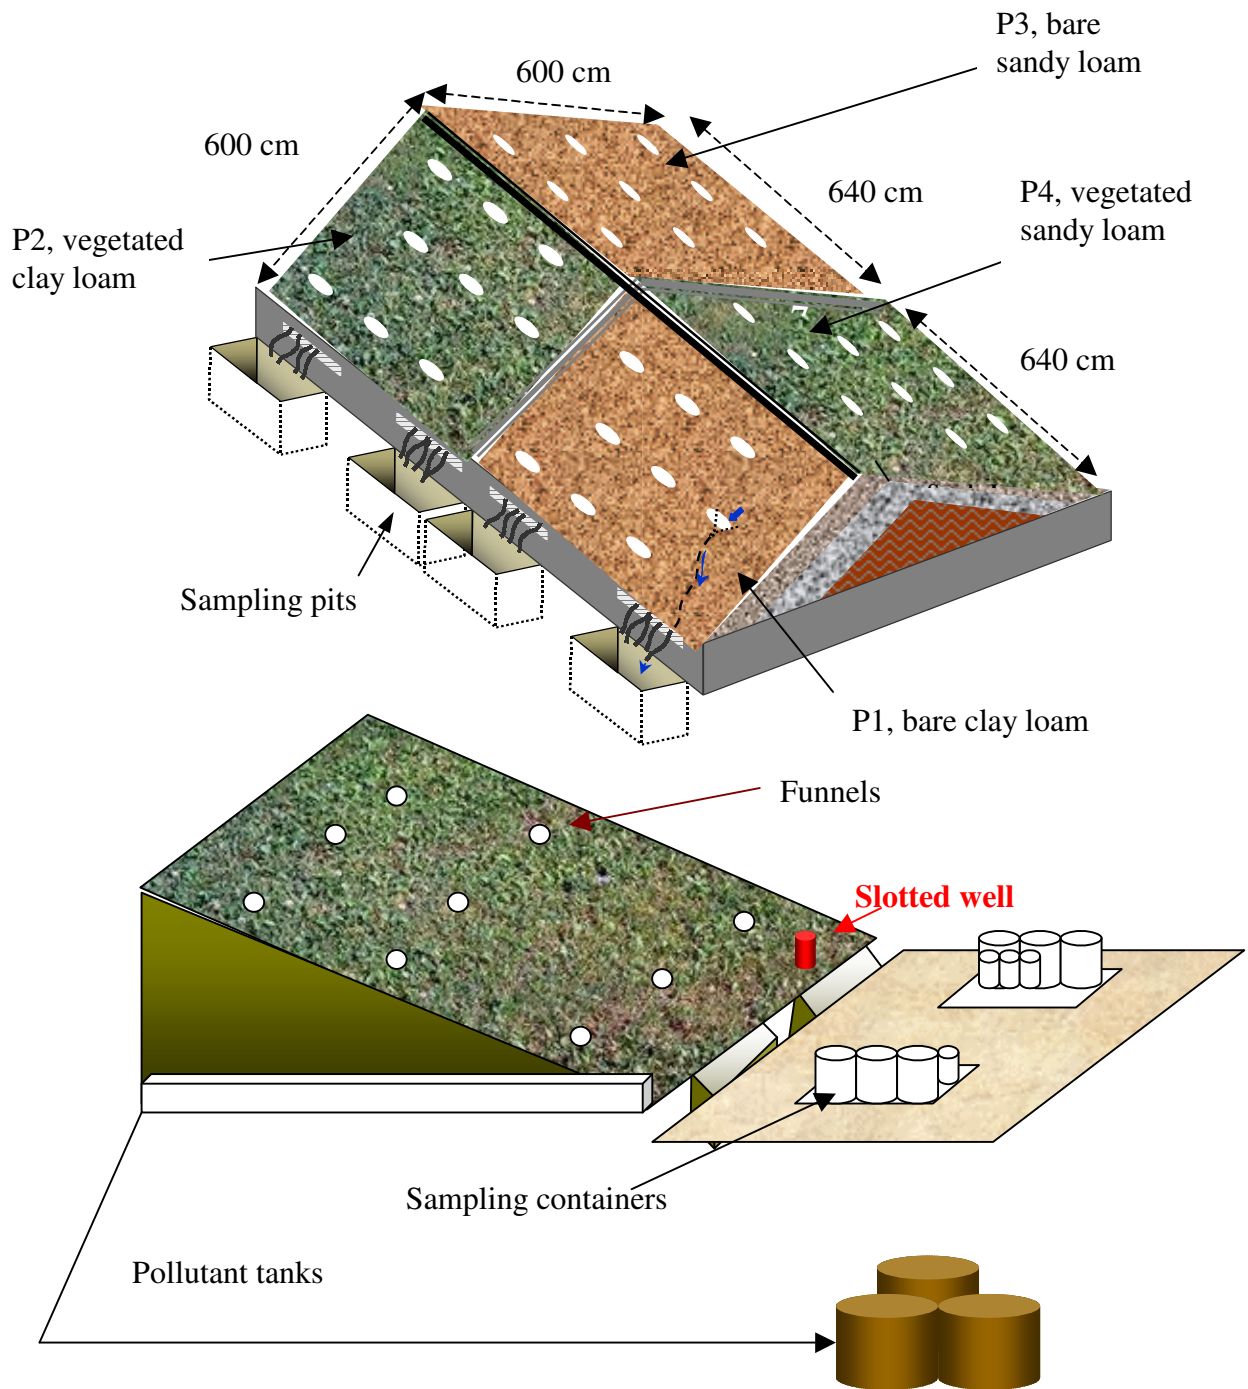 P3, bare
sandy loam
600 cm
600 cm
640 cm
P4, vegetated
sandy loam
P2, vegetated
clay loam
640 cm
Sampling pits
P1, bare clay loam
Funnels
Slotted well
Sampling containers
Pollutant tanks